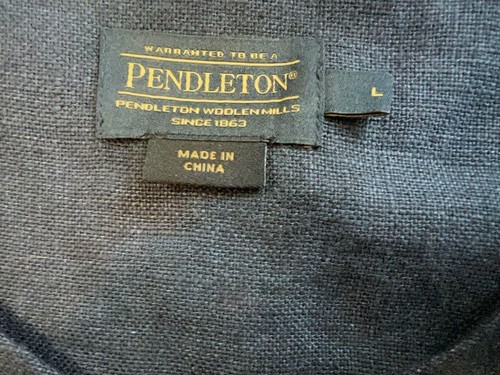 WARRANTED TO BE A
PENDLETON®
PENDLETON WOOLEN MILLS
SINCE 1863
L
MADE IN
CHINA